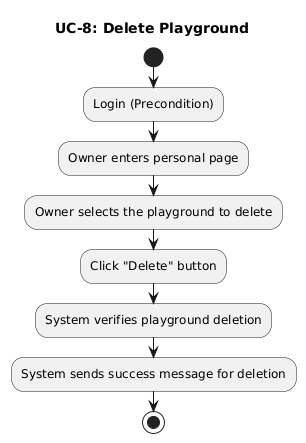 UC-8: Delete Playground
Login (Precondition)
Owner enters personal page
Owner selects the playground to delete
Click "Delete" button
System verifies playground deletion
System sends success message for deletion